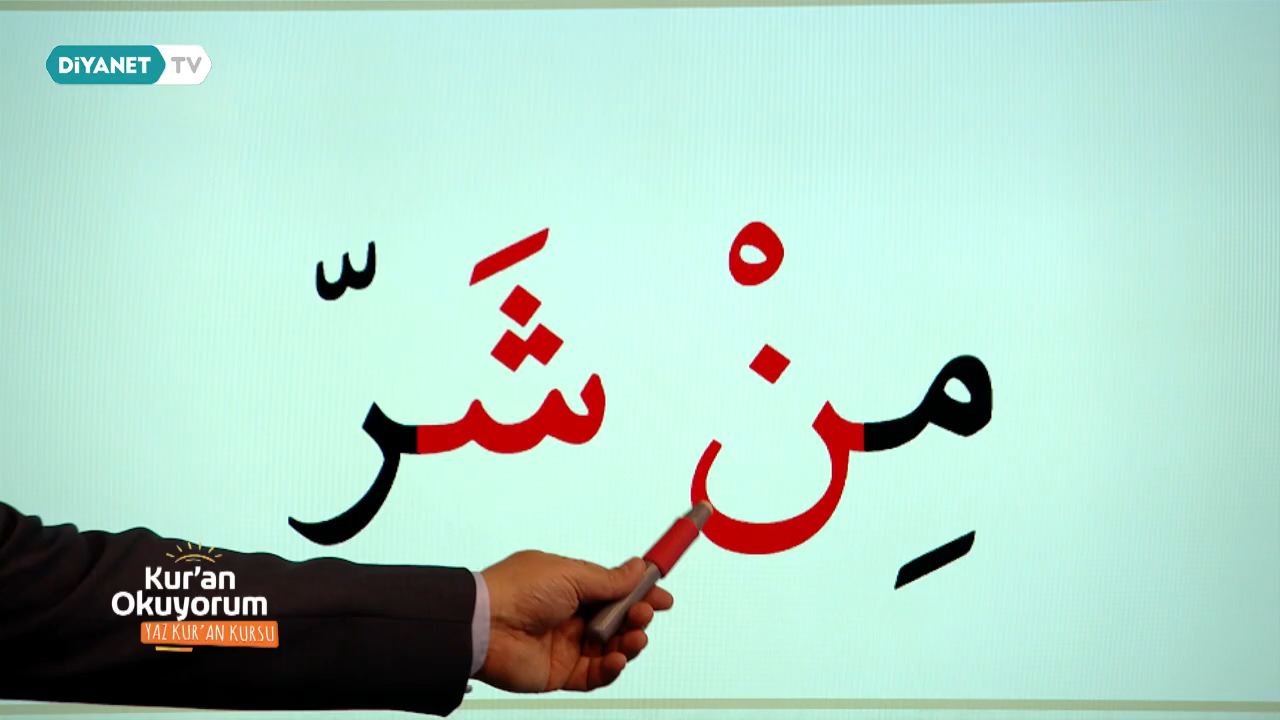 DİYANET TV
مِنْ شَرّ
Kur'an
Okuyorum
YAZ KUR'AN KURSU